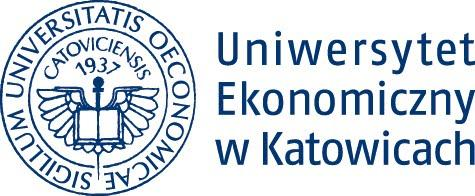 SIGILLUM UNIVERSITATIS OECONOMICAE
CATOVICIENSIS
1937
Uniwersytet
Ekonomiczny
w Katowicach